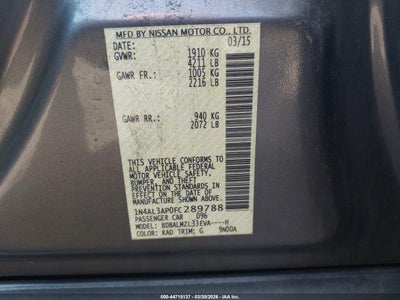 MFD BY NISSAN MOTOR CO., LTD.
DATE: 03/15
GVWR: 1910 KG
4211 LB
GAWR FR: 1005 KG
2216 LB
GAWR RR: 940 KG
2072 LB
THIS VEHICLE CONFORMS TO
ALL APPLICABLE FEDERAL
MOTOR VEHICLE SAFETY,
BUMPER, AND THEFT
PREVENTION STANDARDS IN
EFFECT ON THE DATE OF
MANUFACTURE SHOWN ABOVE.
1N4AL3AP0FC289788
PASSENGER CAR 096
MODEL: BDBALNZL33EVA----H
COLOR: KAD TRIM: G 9N00A
000-44715137 - 03/30/2026 - © IAA, LLC